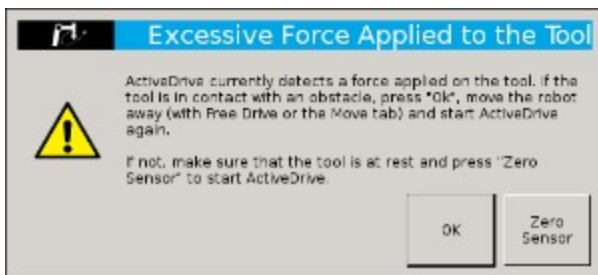 Excessive Force Applied to the Tool
ActiveDrive currently detects a force applied on the tool. If the
tool is in contact with an obstacle, press "Ok", move the robot
away (with Free Drive or the Move tab) and start ActiveDrive
again.
If not, make sure that the tool is at rest and press "Zero
Sensor" to start ActiveDrive.
OK
Zero
Sensor